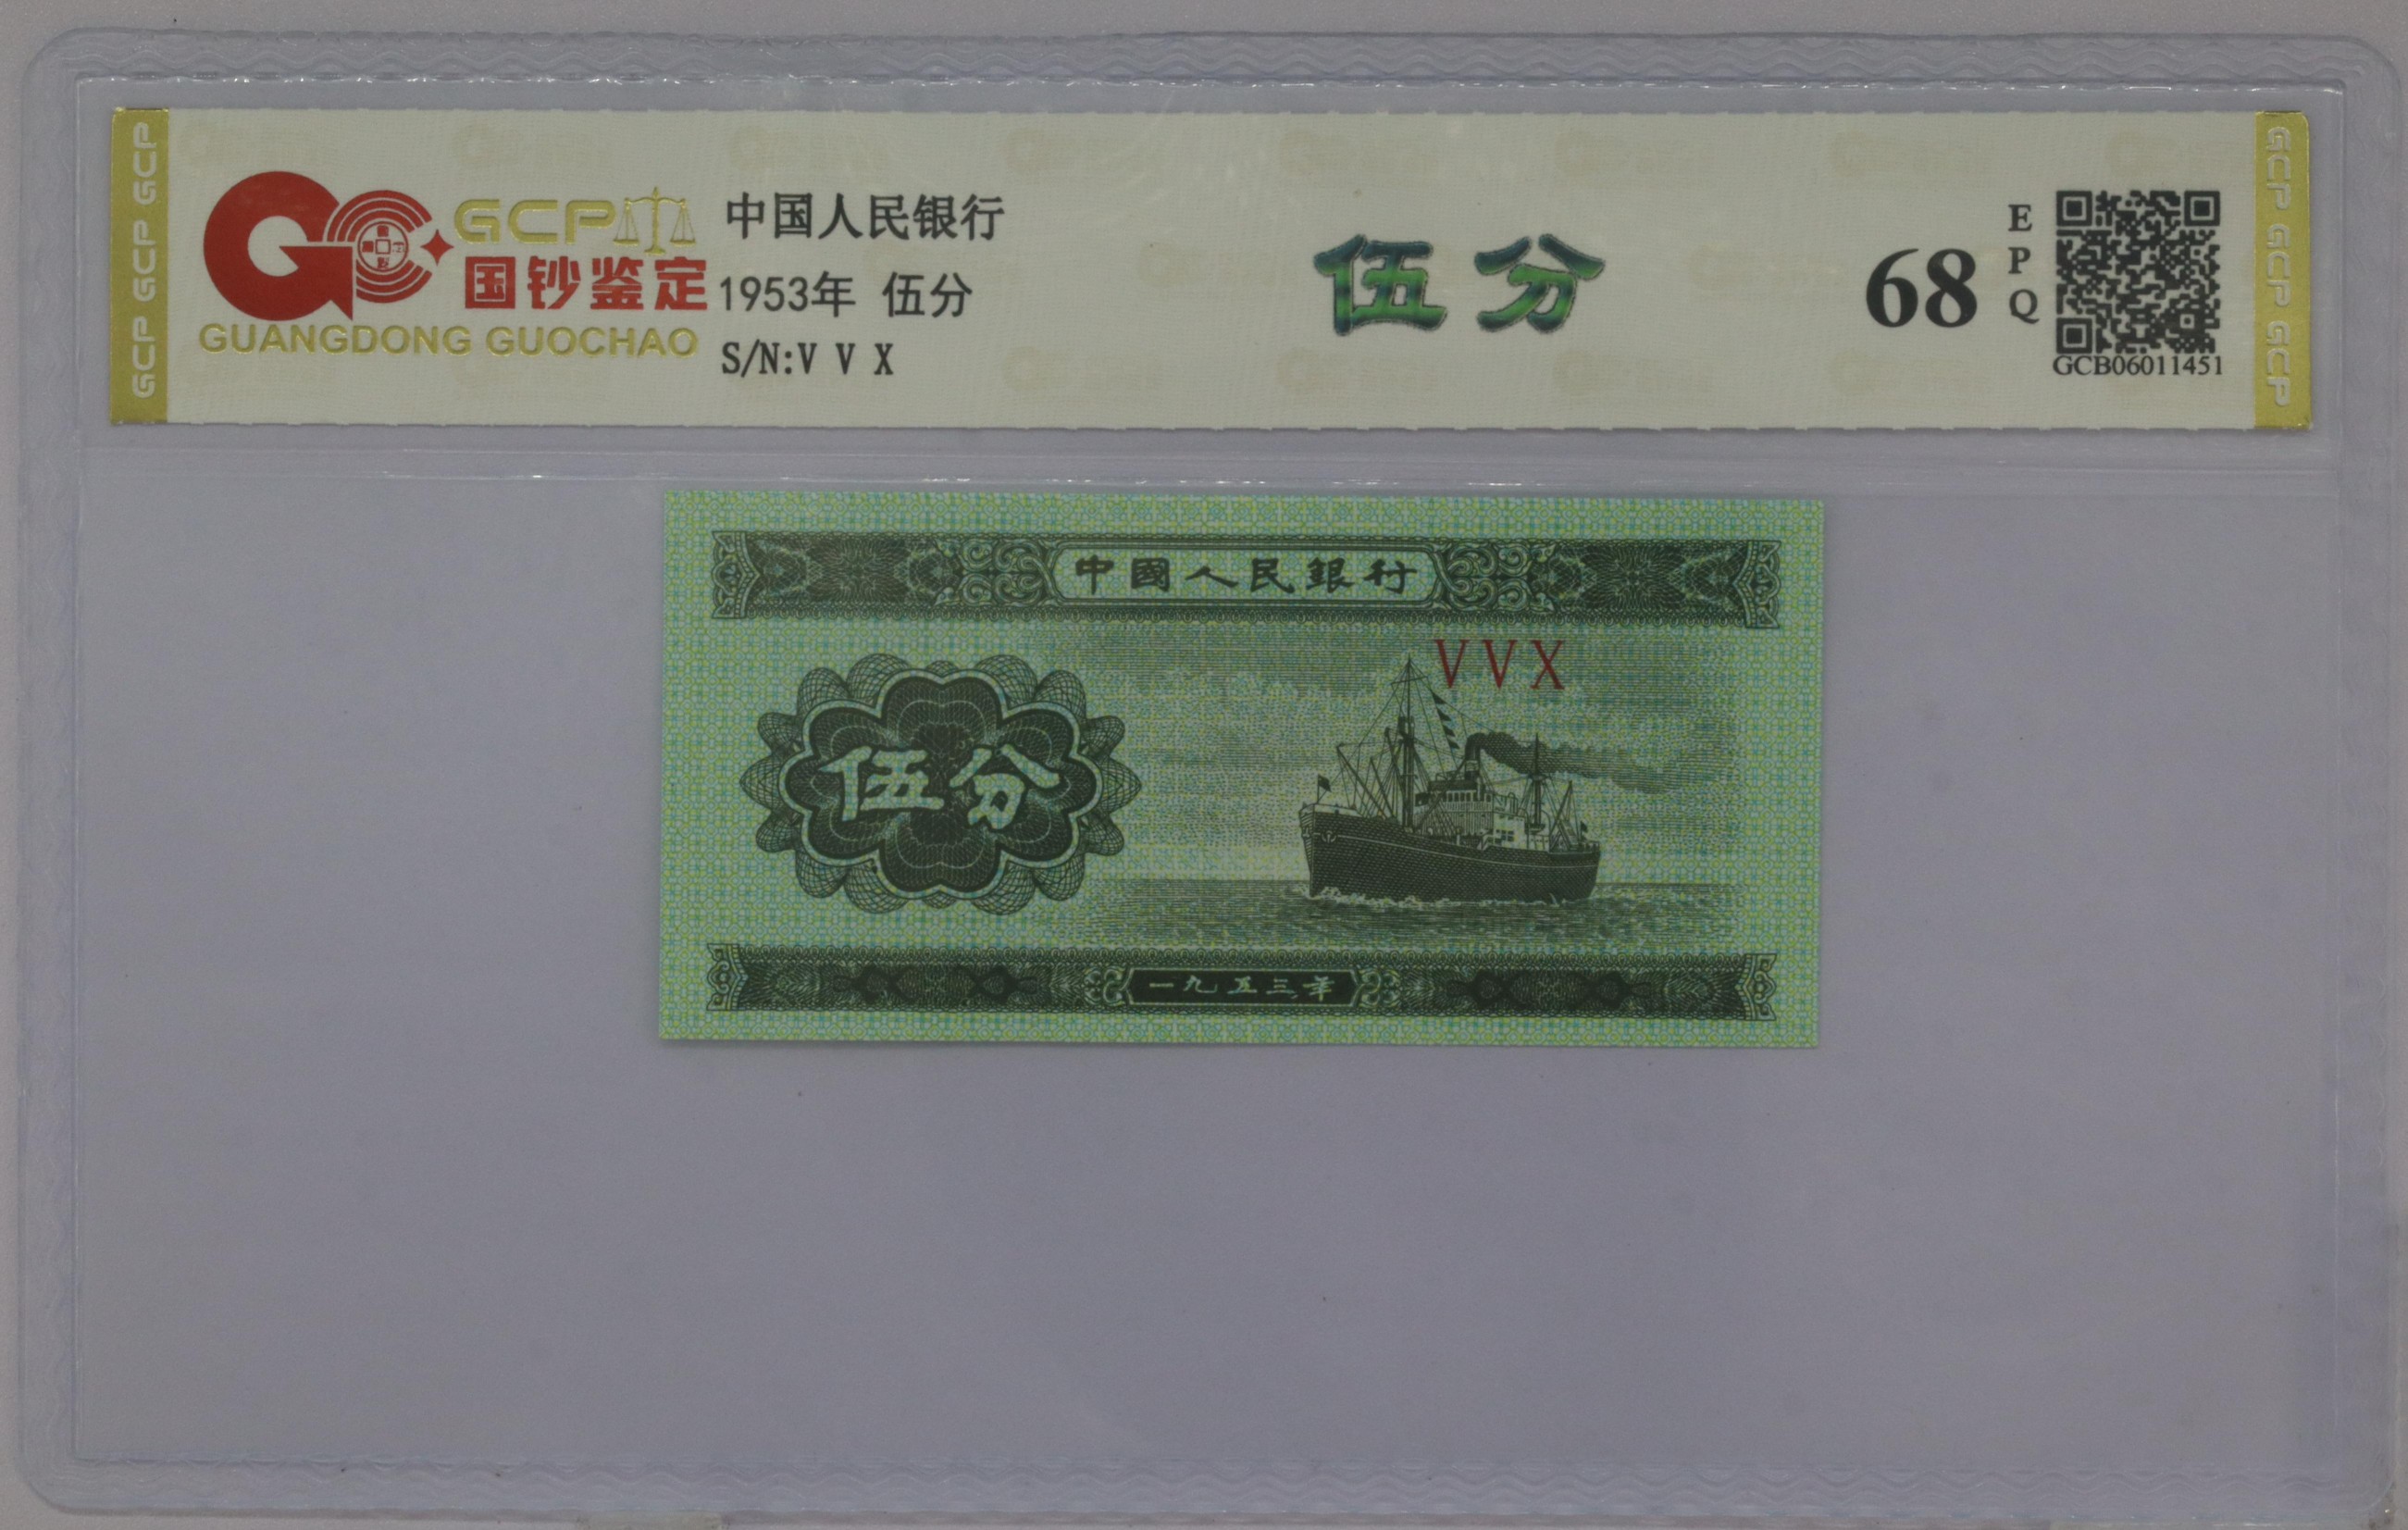 GCP GCP GCP
GCP
国钞鉴定
GUANGDONG GUOCHAO
中国人民银行
1953年 伍分
S/N:V V X
伍分
68
E
P
Q
GCB06011451
GCP GCP GCP
中國人民銀行
VVX
伍分
一九五三年